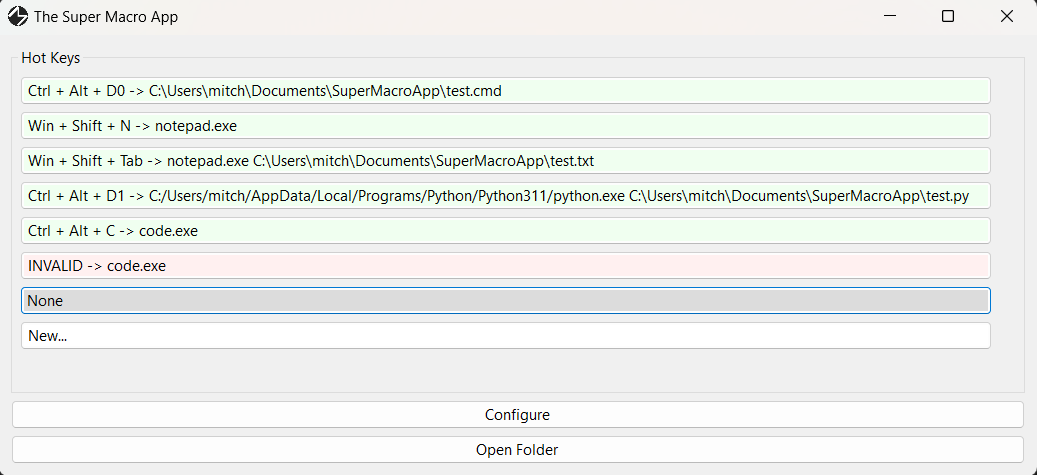 The Super Macro App
Hot Keys
Ctrl + Alt + D0 -> C:\Users\mitch\Documents\SuperMacroApp\test.cmd
Win + Shift + N -> notepad.exe
Win + Shift + Tab -> notepad.exe C:\Users\mitch\Documents\SuperMacroApp\test.txt
Ctrl + Alt + D1 -> C:/Users/mitch/AppData/Local/Programs/Python/Python311/python.exe C:\Users\mitch\Documents\SuperMacroApp\test.py
Ctrl + Alt + C -> code.exe
INVALID -> code.exe
None
New...
Configure
Open Folder